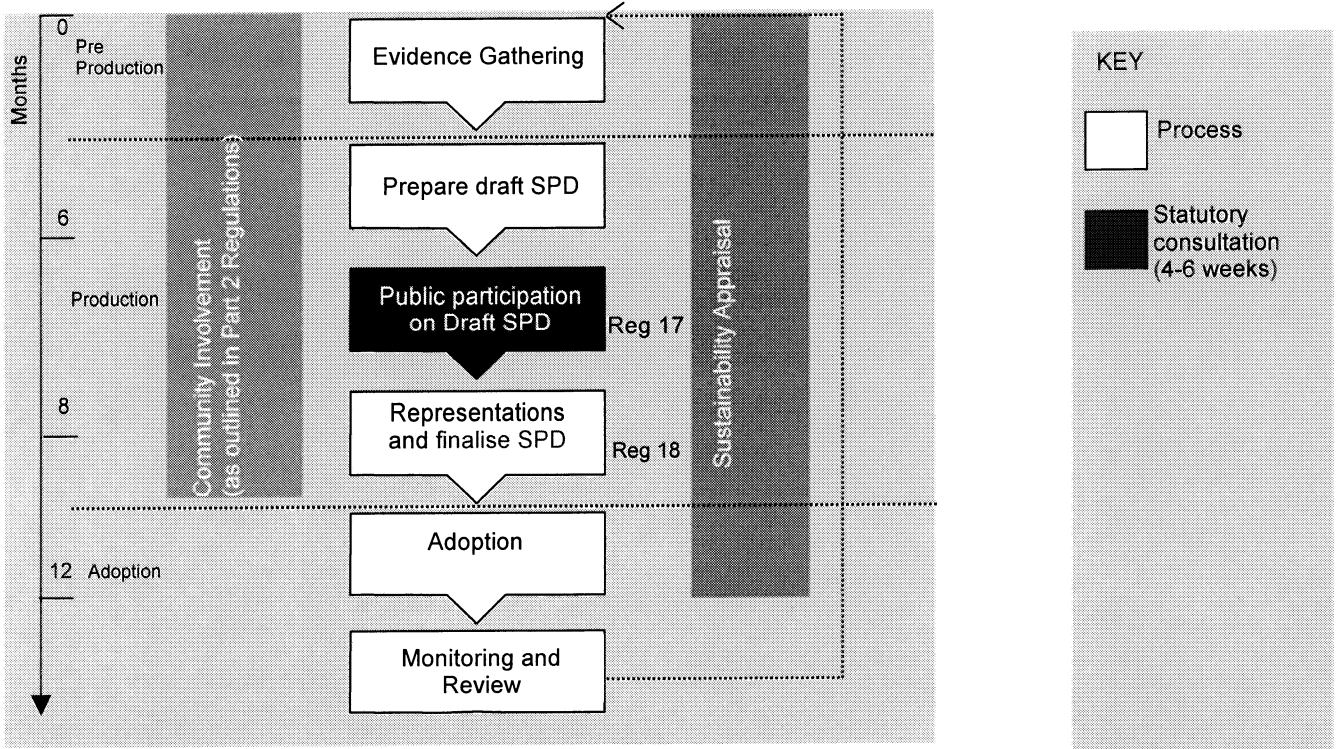 Months
0
Pre
Production
6
Production
8
12
Adoption
Community Involvement
(as outlined in Part 2 Regulations)
Evidence Gathering
Prepare draft SPD
Public participation
on Draft SPD
Reg 17
Representations
and finalise SPD
Reg 18
Adoption
Monitoring and
Review
Sustainability Appraisal
KEY
Process
Statutory
consultation
(4-6 weeks)